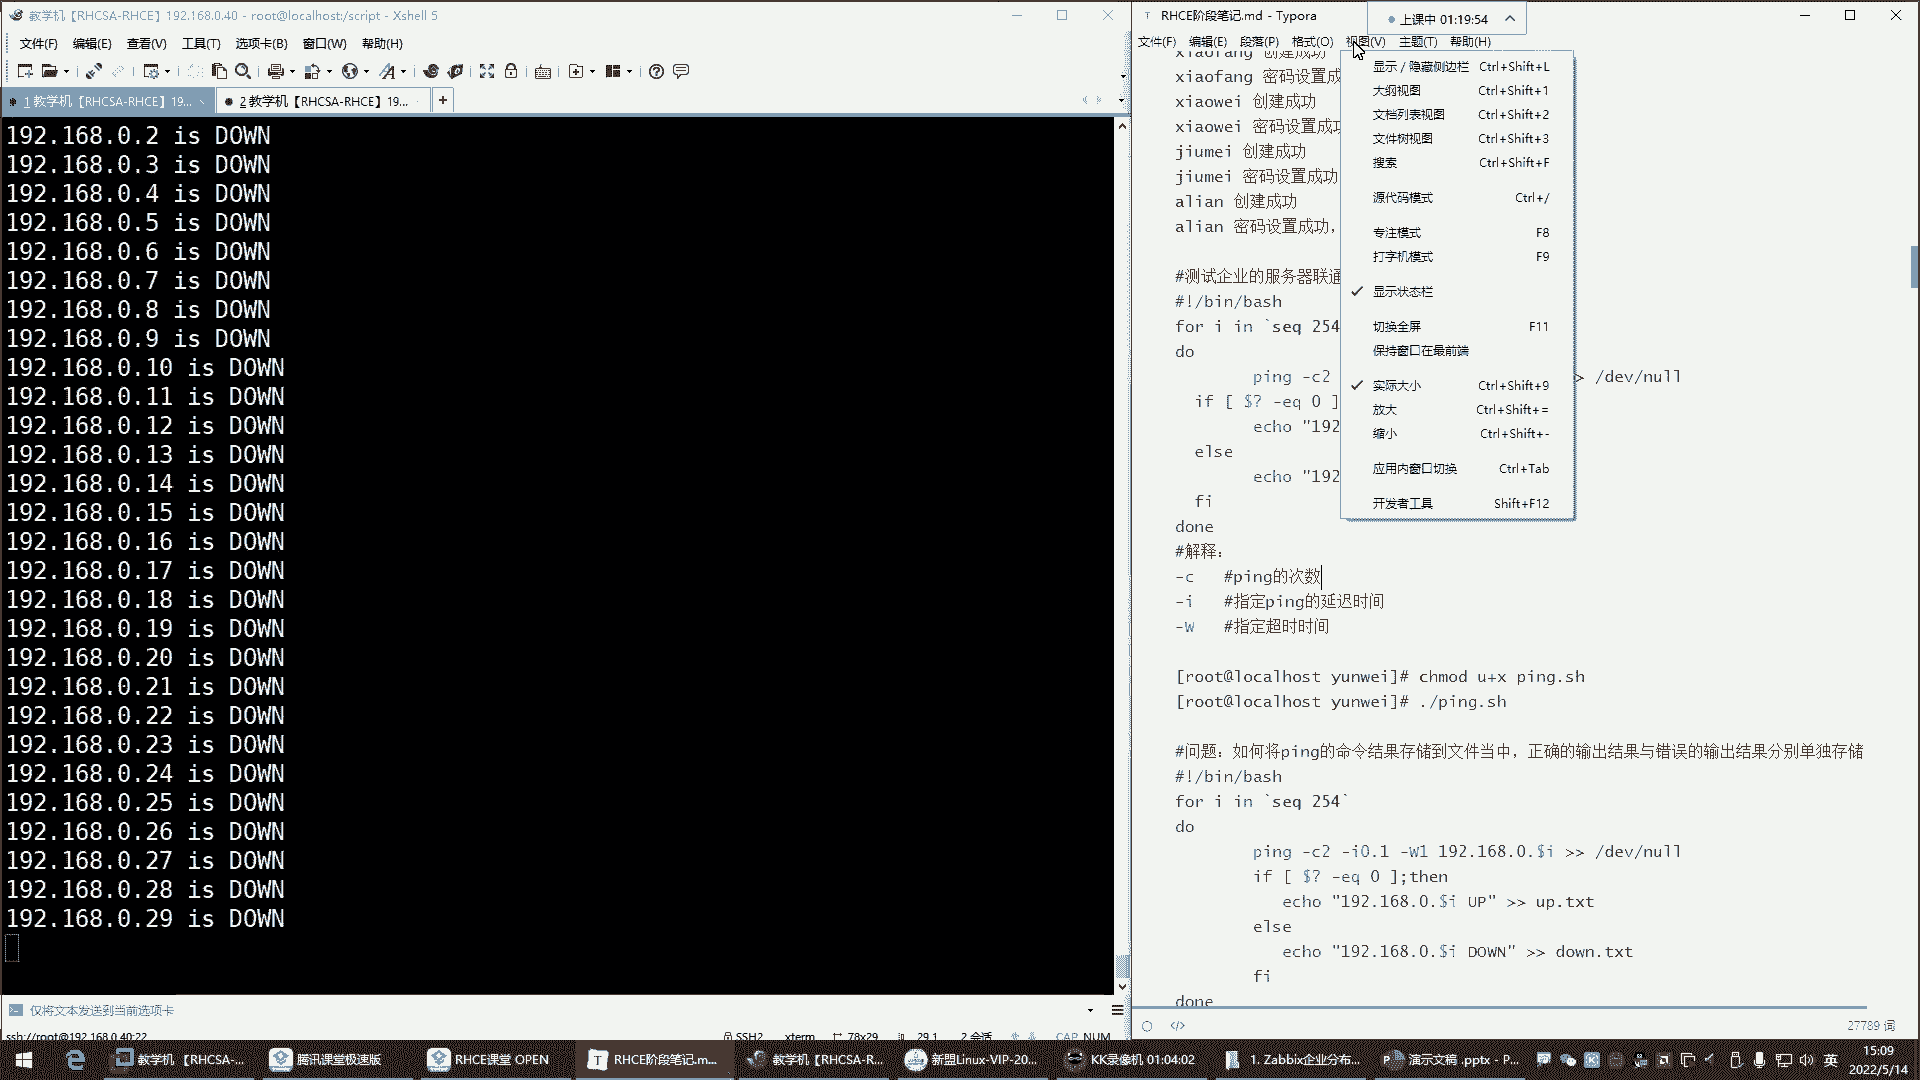 教学机【RHCSA-RHCE】192.168.0.40 - root@localhost:/script - Xshell 5
文件(F) 编辑(E) 查看(V) 工具(T) 选项卡(B) 窗口(W) 帮助(H)
1 教学机【RHCSA-RHCE】19...
2 教学机【RHCSA-RHCE】19...
192.168.0.2 is DOWN
192.168.0.3 is DOWN
192.168.0.4 is DOWN
192.168.0.5 is DOWN
192.168.0.6 is DOWN
192.168.0.7 is DOWN
192.168.0.8 is DOWN
192.168.0.9 is DOWN
192.168.0.10 is DOWN
192.168.0.11 is DOWN
192.168.0.12 is DOWN
192.168.0.13 is DOWN
192.168.0.14 is DOWN
192.168.0.15 is DOWN
192.168.0.16 is DOWN
192.168.0.17 is DOWN
192.168.0.18 is DOWN
192.168.0.19 is DOWN
192.168.0.20 is DOWN
192.168.0.21 is DOWN
192.168.0.22 is DOWN
192.168.0.23 is DOWN
192.168.0.24 is DOWN
192.168.0.25 is DOWN
192.168.0.26 is DOWN
192.168.0.27 is DOWN
192.168.0.28 is DOWN
192.168.0.29 is DOWN
仅将文本发送到当前选项卡
ssh://root@192.168.0.40:22 SSH2 xterm 78x29 29,1 2 会话 CAP NUM
RHCE阶段笔记.md - Typora
上课中 01:19:54
文件(F) 编辑(E) 段落(P) 格式(O) 视图(V) 主题(T) 帮助(H)
显示 / 隐藏侧边栏 Ctrl+Shift+L
大纲视图 Ctrl+Shift+1
文档列表视图 Ctrl+Shift+2
文件树视图 Ctrl+Shift+3
搜索 Ctrl+Shift+F
源代码模式 Ctrl+/
专注模式 F8
打字机模式 F9
显示状态栏
切换全屏 F11
保持窗口在最前端
实际大小 Ctrl+Shift+9
放大 Ctrl+Shift+=
缩小 Ctrl+Shift+-
应用内窗口切换 Ctrl+Tab
开发者工具 Shift+F12
xiaofang 创建成功
xiaofang 密码设置成
xiaowei 创建成功
xiaowei 密码设置成功
jiumei 创建成功
jiumei 密码设置成功
alian 创建成功
alian 密码设置成功，
#测试企业的服务器联通
#!/bin/bash
for i in `seq 254
do
ping -c2 > /dev/null
if [ $? -eq 0 ]
echo "192
else
echo "192
fi
done
#解释：
-c #ping的次数
-i #指定ping的延迟时间
-W #指定超时时间
[root@localhost yunwei]# chmod u+x ping.sh
[root@localhost yunwei]# ./ping.sh
#问题：如何将ping的命令结果存储到文件当中，正确的输出结果与错误的输出结果分别单独存储
#!/bin/bash
for i in `seq 254`
do
ping -c2 -i0.1 -W1 192.168.0.$i >> /dev/null
if [ $? -eq 0 ];then
echo "192.168.0.$i UP" >> up.txt
else
echo "192.168.0.$i DOWN" >> down.txt
fi
done
27789 词
教学机 【RHCSA-... 腾讯课堂极速版 RHCE课堂 OPEN RHCE阶段笔记.m... 教学机【RHCSA-R... 新盟Linux-VIP-20... KK录像机 01:04:02 1. Zabbix企业分布... 演示文稿 .pptx - P... 英
15:09
2022/5/14